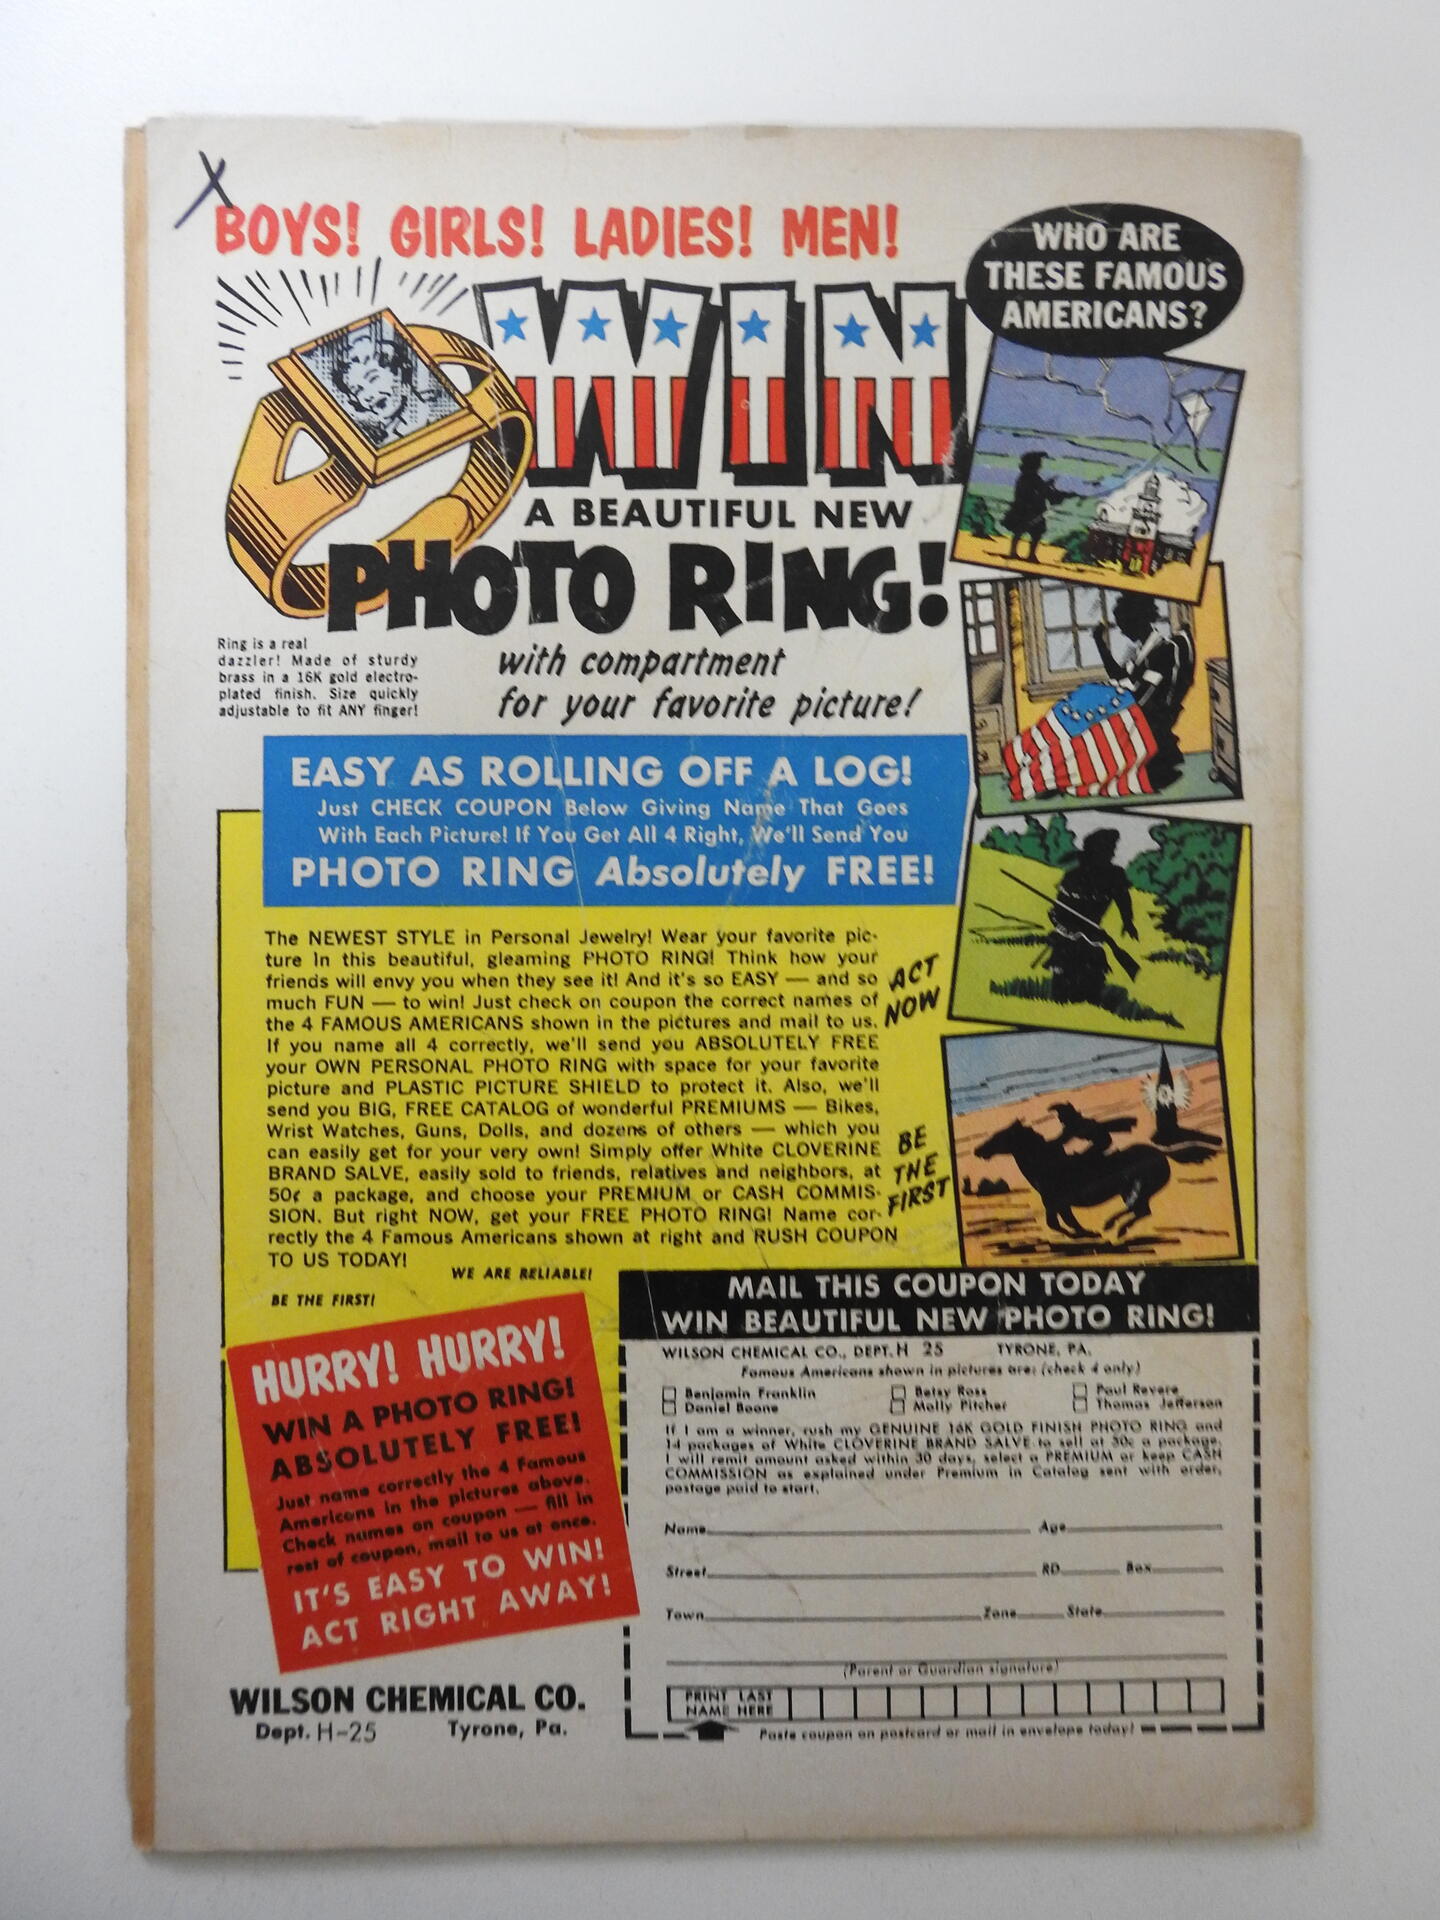 BOYS! GIRLS! LADIES! MEN!
WHO ARE
THESE FAMOUS
AMERICANS?
WIN
A BEAUTIFUL NEW
PHOTO RING!
Ring is a real
dazzler! Made of sturdy
brass in a 16K gold electro-
plated finish. Size quickly
adjustable to fit ANY finger!
with compartment
for your favorite picture!
EASY AS ROLLING OFF A LOG!
Just CHECK COUPON Below Giving Name That Goes
With Each Picture! If You Get All 4 Right, We'll Send You
PHOTO RING Absolutely FREE!
The NEWEST STYLE in Personal Jewelry! Wear your favorite pic-
ture in this beautiful, gleaming PHOTO RING! Think how your
friends will envy you when they see it! And it's so EASY — and so
much FUN — to win! Just check on coupon the correct names of
the 4 FAMOUS AMERICANS shown in the pictures and mail to us.
If you name all 4 correctly, we'll send you ABSOLUTELY FREE
your OWN PERSONAL PHOTO RING with space for your favorite
picture and PLASTIC PICTURE SHIELD to protect it. Also, we'll
send you BIG, FREE CATALOG of wonderful PREMIUMS — Bikes,
Wrist Watches, Guns, Dolls, and dozens of others — which you
can easily get for your very own! Simply offer White CLOVERINE
BRAND SALVE, easily sold to friends, relatives and neighbors, at
50¢ a package, and choose your PREMIUM or CASH COMMIS-
SION. But right NOW, get your FREE PHOTO RING! Name cor-
rectly the 4 Famous Americans shown at right and RUSH COUPON
TO US TODAY!
ACT
NOW
BE
THE
FIRST
WE ARE RELIABLE!
BE THE FIRST!
HURRY! HURRY!
WIN A PHOTO RING!
ABSOLUTELY FREE!
Just name correctly the 4 Famous
Americans in the pictures above.
Check names on coupon — fill in
rest of coupon, mail to us at once.
IT'S EASY TO WIN!
ACT RIGHT AWAY!
WILSON CHEMICAL CO.
Dept. H-25 Tyrone, Pa.
MAIL THIS COUPON TODAY
WIN BEAUTIFUL NEW PHOTO RING!
WILSON CHEMICAL CO., DEPT. H 25 TYRONE, PA.
Famous Americans shown in pictures are: (check 4 only)
Benjamin Franklin Betsy Ross Paul Revere
Daniel Boone Molly Pitcher Thomas Jefferson
If I am a winner, rush my GENUINE 16K GOLD FINISH PHOTO RING and
14 packages of White CLOVERINE BRAND SALVE to sell at 50c a package.
I will remit amount asked within 30 days, select a PREMIUM or keep CASH
COMMISSION as explained under Premium in Catalog sent with order,
postage paid to start.
Name Age
Street RD Box
Town Zone State
(Parent or Guardian signature)
PRINT LAST
NAME HERE
Paste coupon on postcard or mail in envelope today!